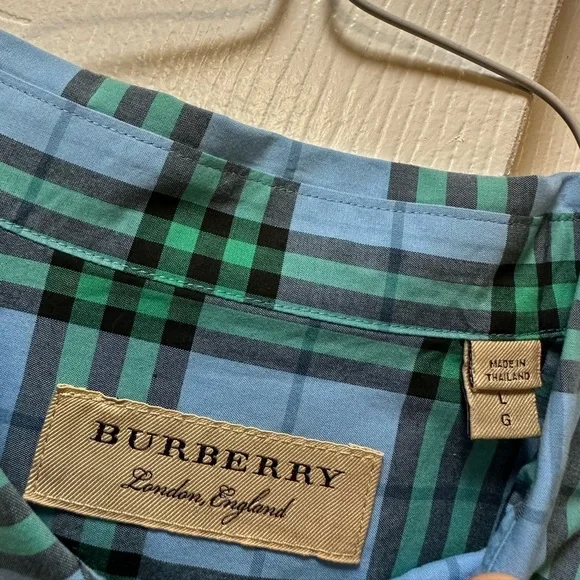 BURBERRY
London, England
MADE IN
THAILAND
L
G